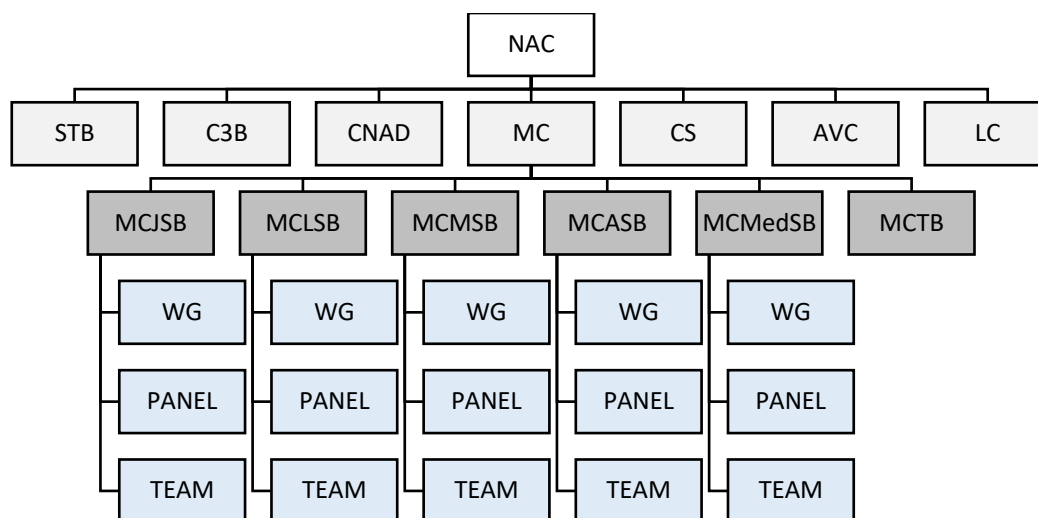 NAC
STB C3B CNAD MC CS AVC LC
MCJSB MCLSB MCMSB MCASB MCMedSB MCTB
WG WG WG WG WG
PANEL PANEL PANEL PANEL PANEL
TEAM TEAM TEAM TEAM TEAM